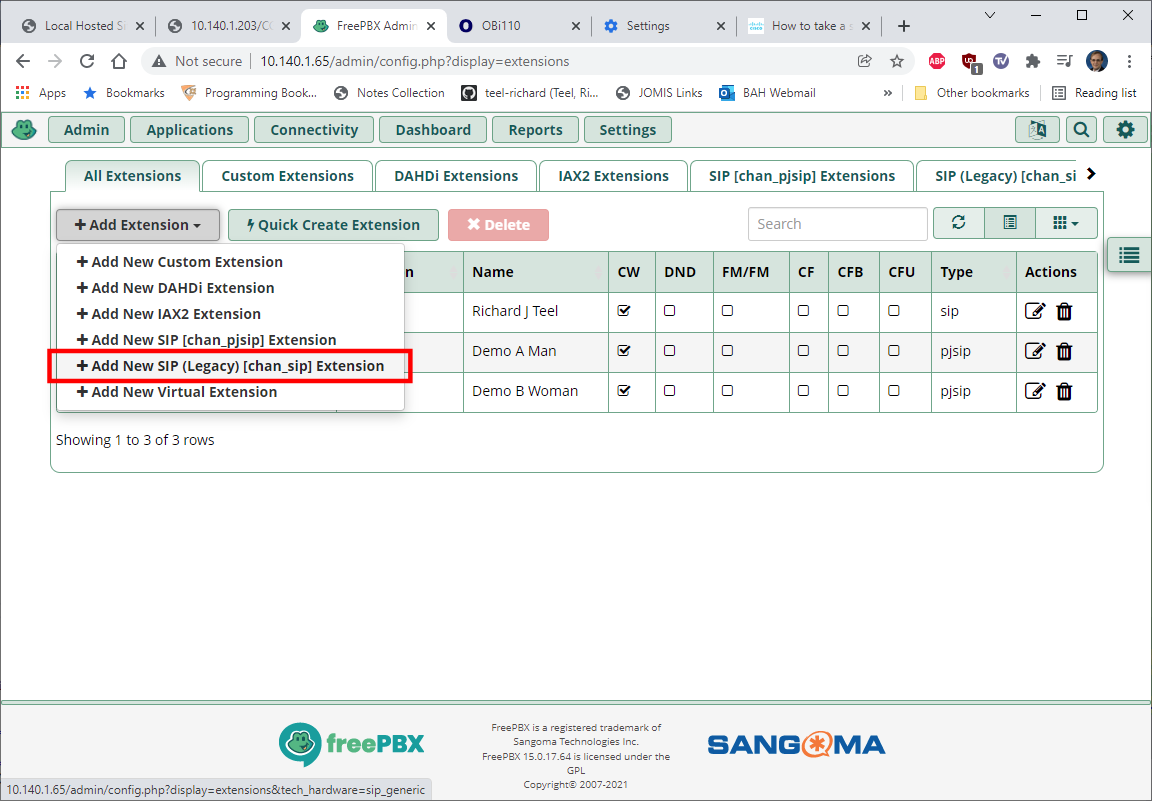 Local Hosted Si
10.140.1.203/CG
FreePBX Admin
OBi110
Settings
How to take a s
Not secure
10.140.1.65/admin/config.php?display=extensions
ABP
1
TV
Apps
Bookmarks
Programming Book...
Notes Collection
teel-richard (Teel, Ri...
JOMIS Links
BAH Webmail
»
Other bookmarks
Reading list
Admin
Applications
Connectivity
Dashboard
Reports
Settings
All Extensions
Custom Extensions
DAHDi Extensions
IAX2 Extensions
SIP [chan_pjsip] Extensions
SIP (Legacy) [chan_si
Add Extension
Quick Create Extension
Delete
Search
Add New Custom Extension
Add New DAHDi Extension
Add New IAX2 Extension
Add New SIP [chan_pjsip] Extension
Add New SIP (Legacy) [chan_sip] Extension
Add New Virtual Extension
n Name CW DND FM/FM CF CFB CFU Type Actions
Richard J Teel sip
Demo A Man pjsip
Demo B Woman pjsip
Showing 1 to 3 of 3 rows
freePBX
FreePBX is a registered trademark of
Sangoma Technologies Inc.
FreePBX 15.0.17.64 is licensed under the
GPL
Copyright© 2007-2021
SANGOMA
10.140.1.65/admin/config.php?display=extensions&tech_hardware=sip_generic